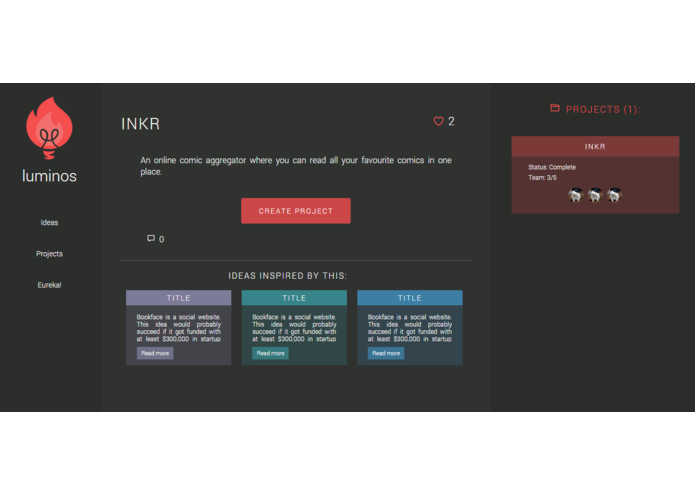 luminos
Ideas
Projects
Eureka!
INKR
2
An online comic aggregator where you can read all your favourite comics in one
place.
CREATE PROJECT
0
IDEAS INSPIRED BY THIS:
TITLE
Bookface is a social website.
This idea would probably
succeed if it got funded with
at least $300,000 in startup
Read more
TITLE
Bookface is a social website.
This idea would probably
succeed if it got funded with
at least $300,000 in startup
Read more
TITLE
Bookface is a social website.
This idea would probably
succeed if it got funded with
at least $300,000 in startup
Read more
PROJECTS (1):
INKR
Status: Complete
Team: 3/5